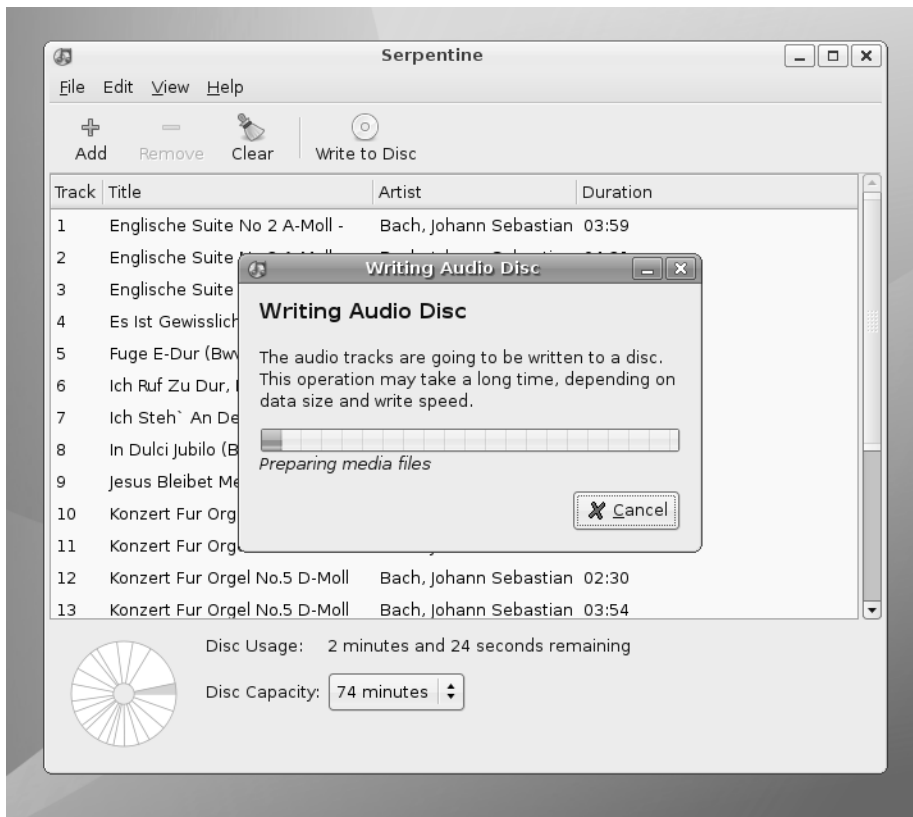 Serpentine
File Edit View Help
Add Remove Clear Write to Disc
Track Title Artist Duration
1 Englische Suite No 2 A-Moll - Bach, Johann Sebastian 03:59
2 Englische Suite
3 Englische Suite
4 Es Ist Gewisslich
5 Fuge E-Dur (Bwv
6 Ich Ruf Zu Dur,
7 Ich Steh` An De
8 In Dulci Jubilo (B
9 Jesus Bleibet Me
10 Konzert Fur Org
11 Konzert Fur Orge
12 Konzert Fur Orgel No.5 D-Moll Bach, Johann Sebastian 02:30
13 Konzert Fur Orgel No.5 D-Moll Bach, Johann Sebastian 03:54
Writing Audio Disc
Writing Audio Disc
The audio tracks are going to be written to a disc.
This operation may take a long time, depending on
data size and write speed.
Preparing media files
Cancel
Disc Usage: 2 minutes and 24 seconds remaining
Disc Capacity: 74 minutes